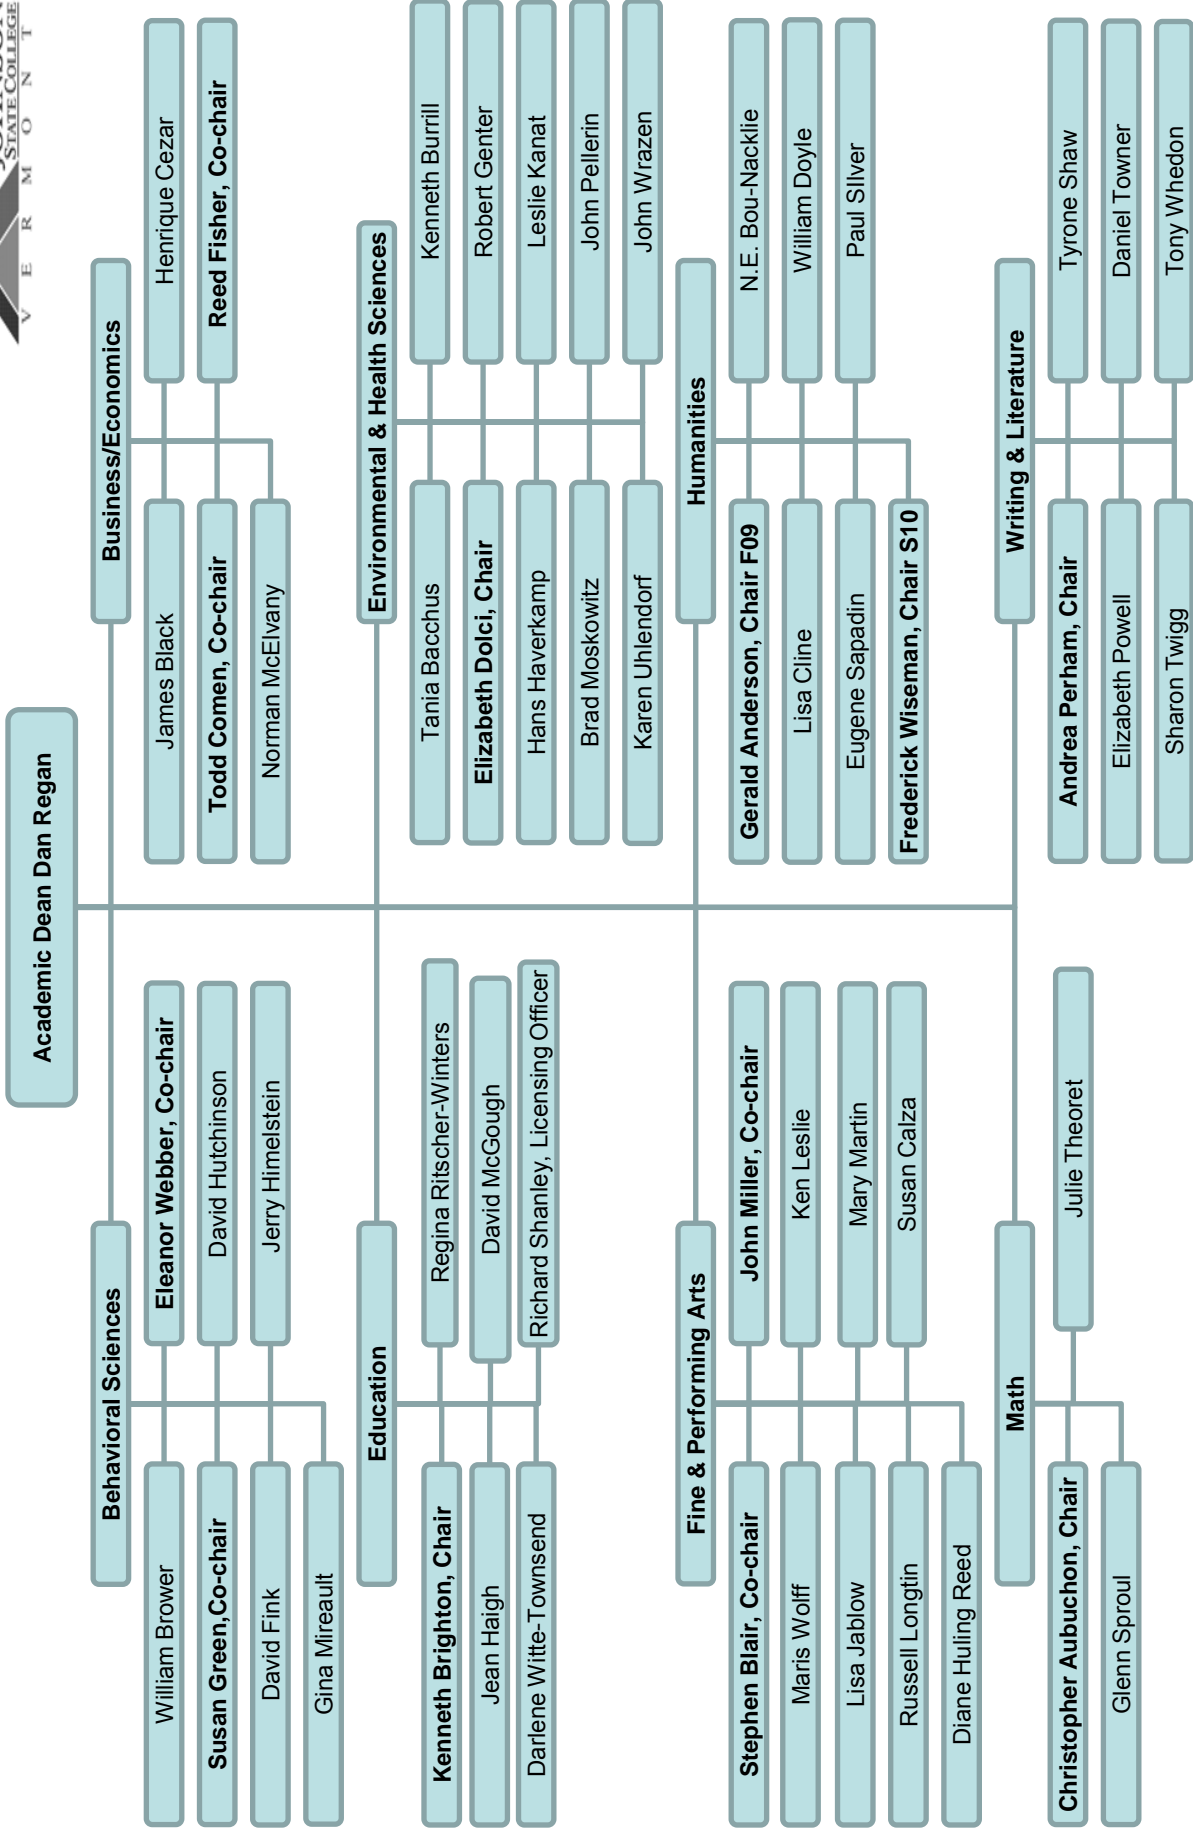 STATE COLLEGE
VERMONT
Academic Dean Dan Regan
Behavioral Sciences
William Brower
Eleanor Webber, Co-chair
Susan Green,Co-chair
David Hutchinson
David Fink
Jerry Himelstein
Gina Mireault
Business/Economics
James Black
Henrique Cezar
Todd Comen, Co-chair
Reed Fisher, Co-chair
Norman McElvany
Education
Kenneth Brighton, Chair
Regina Ritscher-Winters
Jean Haigh
David McGough
Darlene Witte-Townsend
Richard Shanley, Licensing Officer
Environmental & Health Sciences
Tania Bacchus
Kenneth Burrill
Elizabeth Dolci, Chair
Robert Genter
Hans Haverkamp
Leslie Kanat
Brad Moskowitz
John Pellerin
Karen Uhlendorf
John Wrazen
Fine & Performing Arts
Stephen Blair, Co-chair
John Miller, Co-chair
Maris Wolff
Ken Leslie
Lisa Jablow
Mary Martin
Russell Longtin
Susan Calza
Diane Huling Reed
Humanities
Gerald Anderson, Chair F09
N.E. Bou-Nacklie
Lisa Cline
William Doyle
Eugene Sapadin
Paul SIlver
Frederick Wiseman, Chair S10
Math
Christopher Aubuchon, Chair
Julie Theoret
Glenn Sproul
Writing & Literature
Andrea Perham, Chair
Tyrone Shaw
Elizabeth Powell
Daniel Towner
Sharon Twigg
Tony Whedon